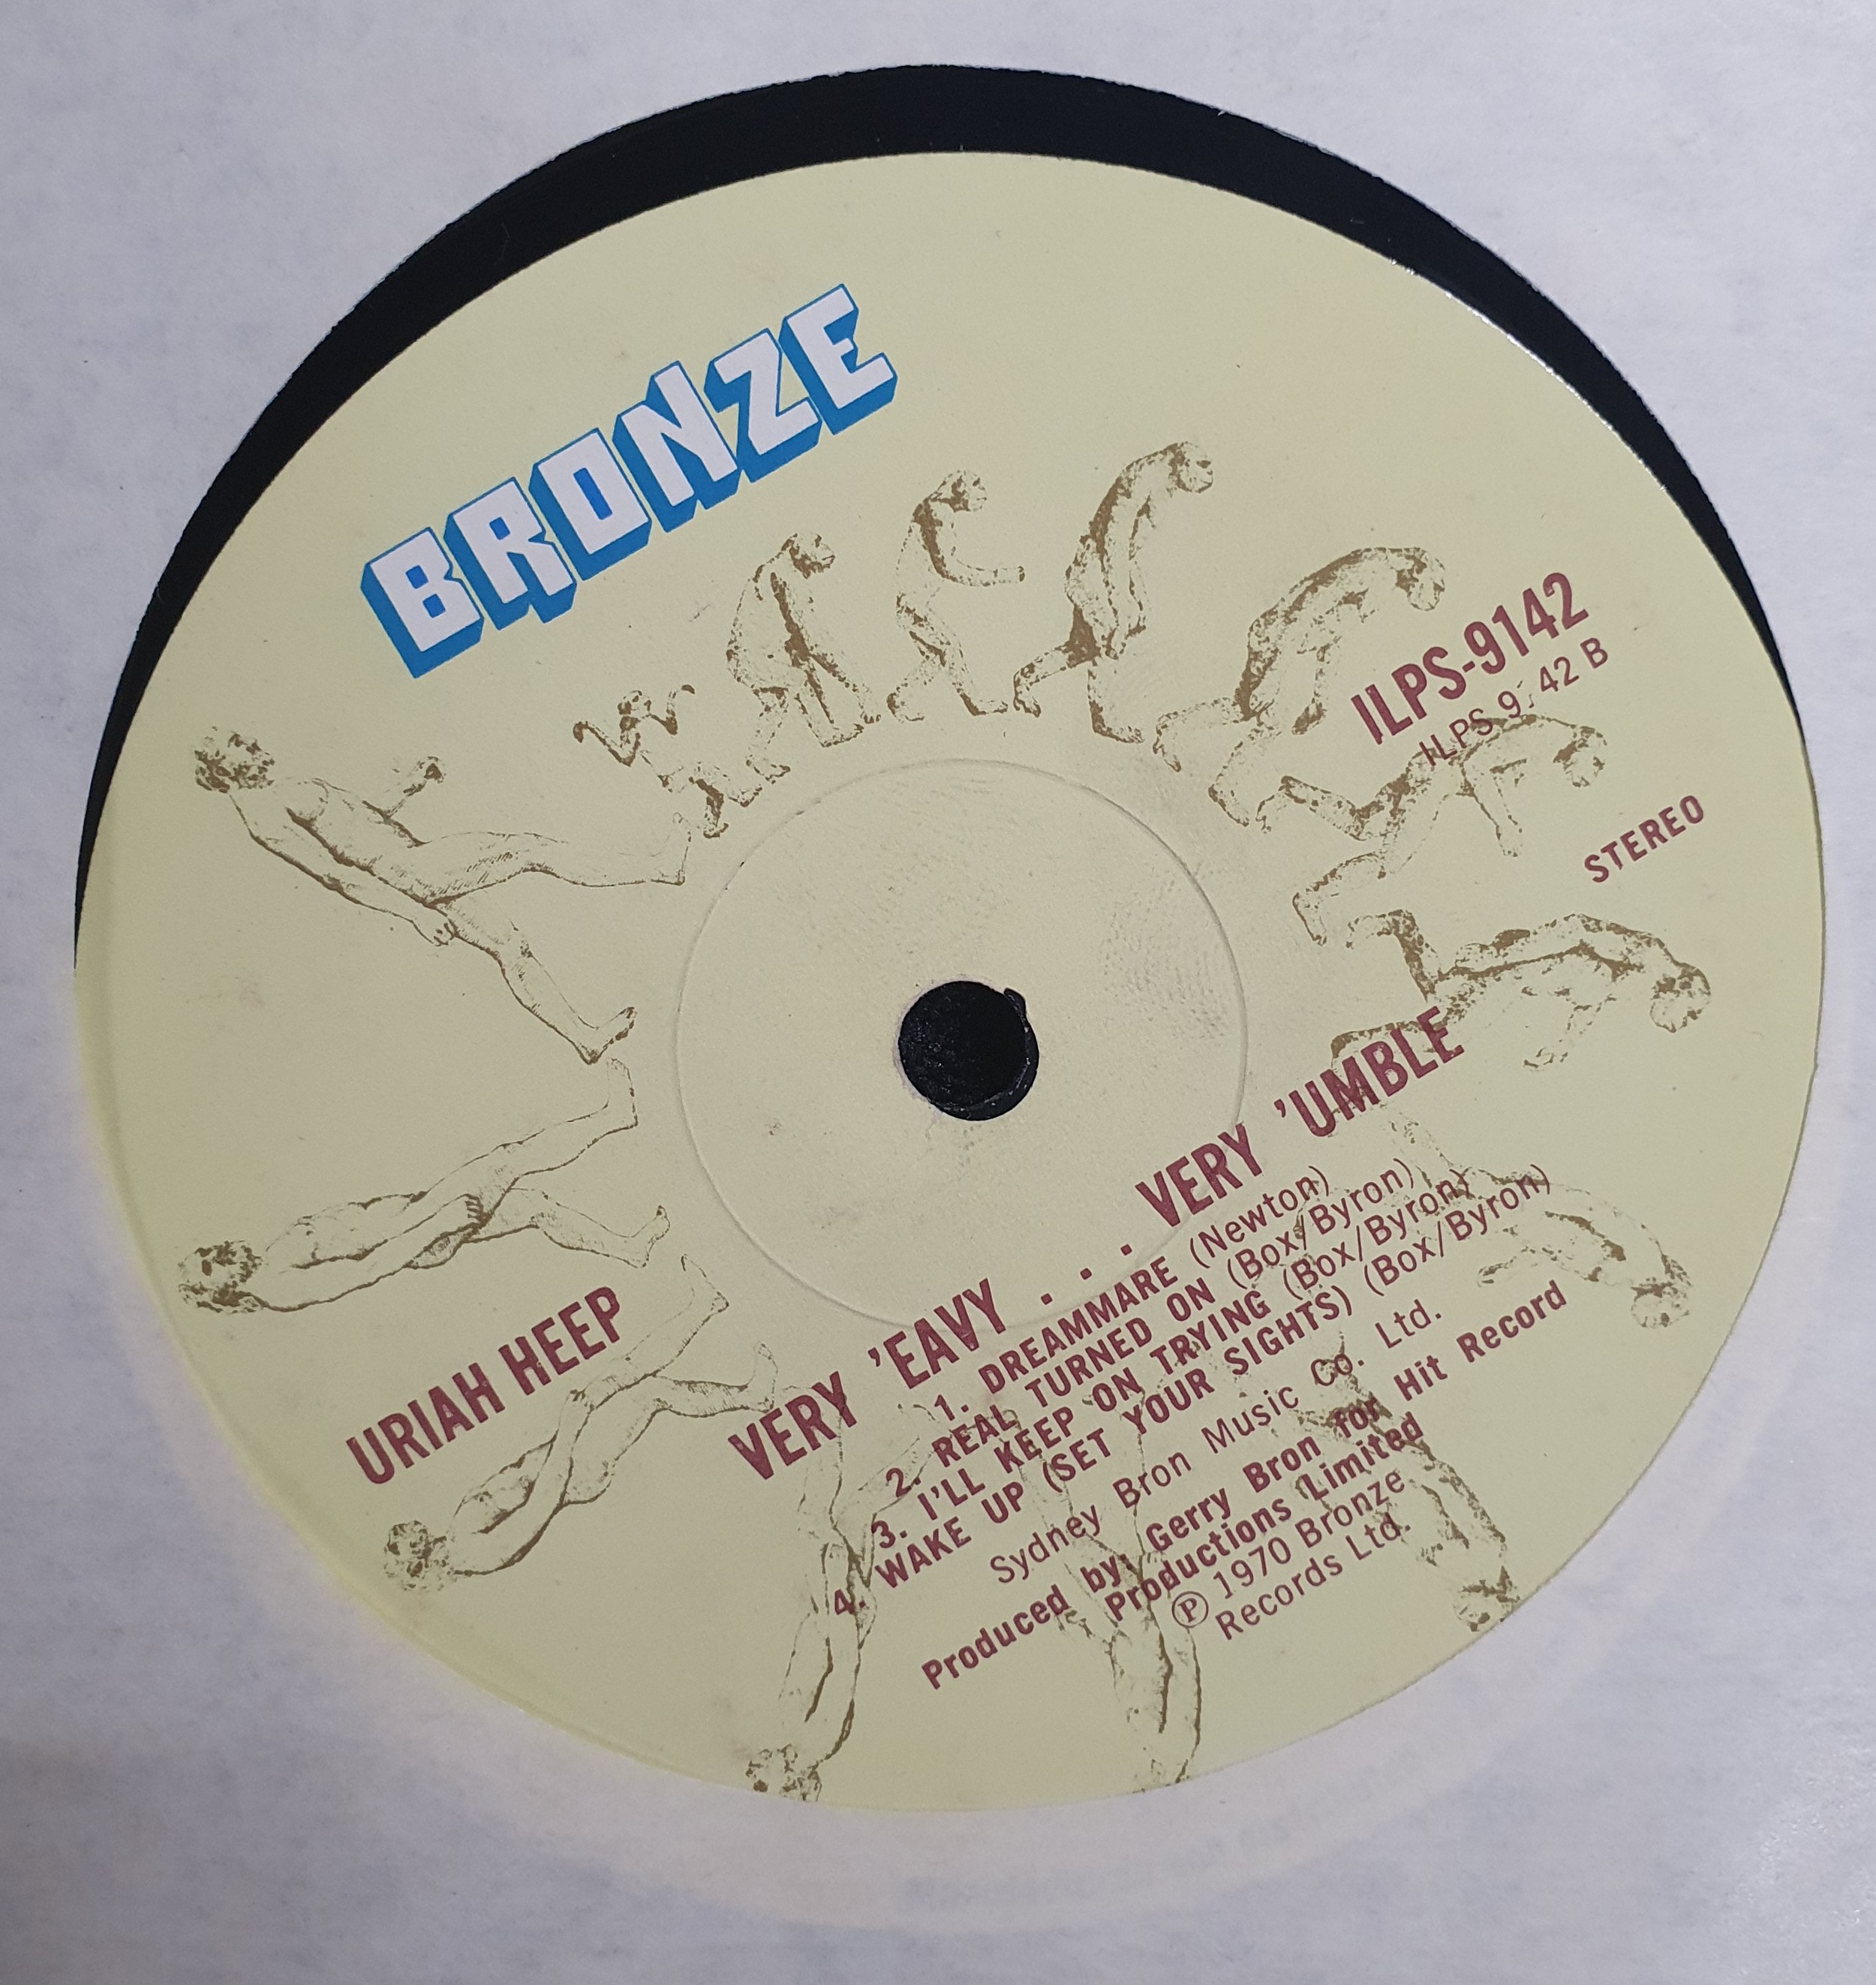 BRONZE
ILPS-9142
ILPS 9142 B
STEREO
URIAH HEEP
VERY 'EAVY . . . VERY 'UMBLE
1. DREAMMARE (Newton)
2. REAL TURNED ON (Box/Byron)
3. I'LL KEEP ON TRYING (Box/Byron)
4. WAKE UP (SET YOUR SIGHTS) (Box/Byron)
Sydney Bron Music Co. Ltd.
Produced by: Gerry Bron for Hit Record
Productions Limited
℗ 1970 Bronze
Records Ltd.